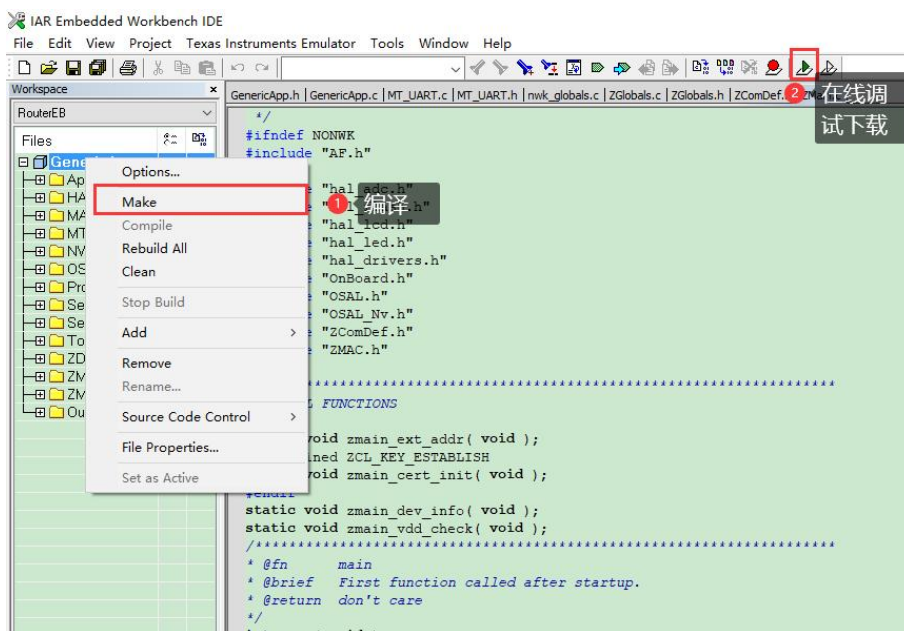 IAR Embedded Workbench IDE
File Edit View Project Texas Instruments Emulator Tools Window Help
Workspace
GenericApp.h | GenericApp.c | MT_UART.c | MT_UART.h | nwk_globals.c | ZGlobals.c | ZGlobals.h | ZComDef.
2 在线调
试下载
RouterEB
Files
Options...
Make
Compile
Rebuild All
Clean
Stop Build
Add
Remove
Rename...
Source Code Control
File Properties...
Set as Active
1 编译
*/
#ifndef NONWK
#include "AF.h"
"hal_adc.h"
"hal_lcd.h"
"hal_led.h"
"hal_drivers.h"
"OnBoard.h"
"OSAL.h"
"OSAL_Nv.h"
"ZComDef.h"
"ZMAC.h"
FUNCTIONS
void zmain_ext_addr( void );
ined ZCL_KEY_ESTABLISH
void zmain_cert_init( void );
#endif
static void zmain_dev_info( void );
static void zmain_vdd_check( void );
* @fn main
* @brief First function called after startup.
* @return don't care
*/